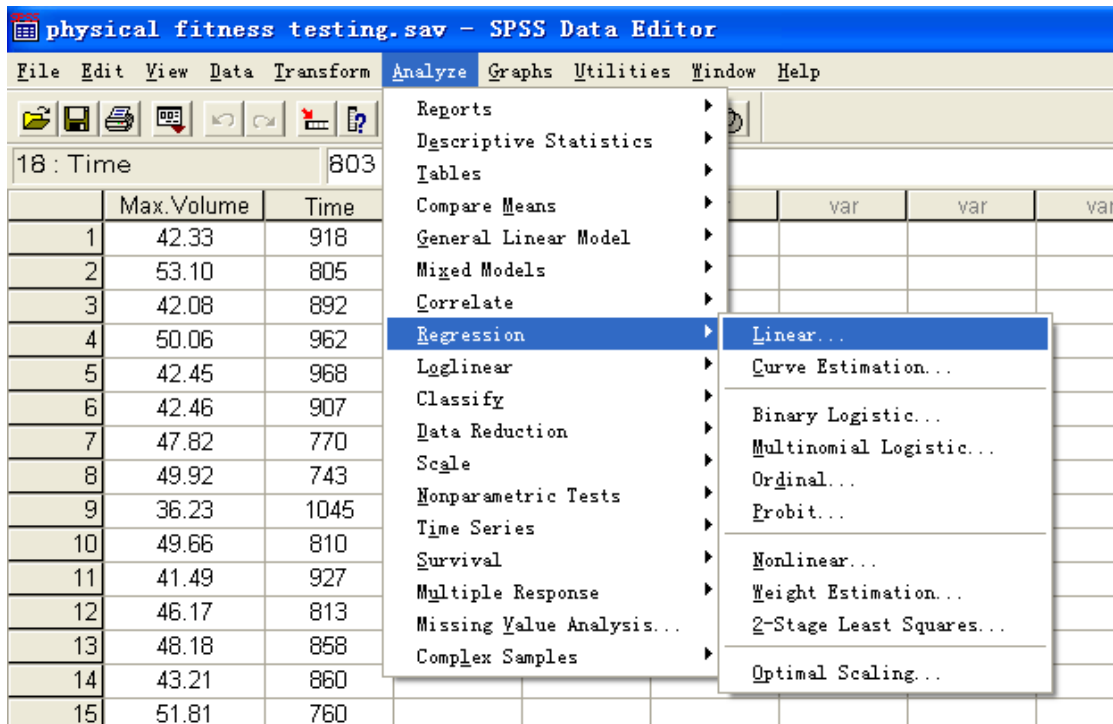 physical fitness testing.sav - SPSS Data Editor
File Edit View Data Transform Analyze Graphs Utilities Window Help
18 : Time 803
Max.Volume Time var var var
1 42.33 918
2 53.10 805
3 42.08 892
4 50.06 962
5 42.45 968
6 42.46 907
7 47.82 770
8 49.92 743
9 36.23 1045
10 49.66 810
11 41.49 927
12 46.17 813
13 48.18 858
14 43.21 860
15 51.81 760
Reports
Descriptive Statistics
Tables
Compare Means
General Linear Model
Mixed Models
Correlate
Regression
Loglinear
Classify
Data Reduction
Scale
Nonparametric Tests
Time Series
Survival
Multiple Response
Missing Value Analysis...
Complex Samples
Linear...
Curve Estimation...
Binary Logistic...
Multinomial Logistic...
Ordinal...
Probit...
Nonlinear...
Weight Estimation...
2-Stage Least Squares...
Optimal Scaling...